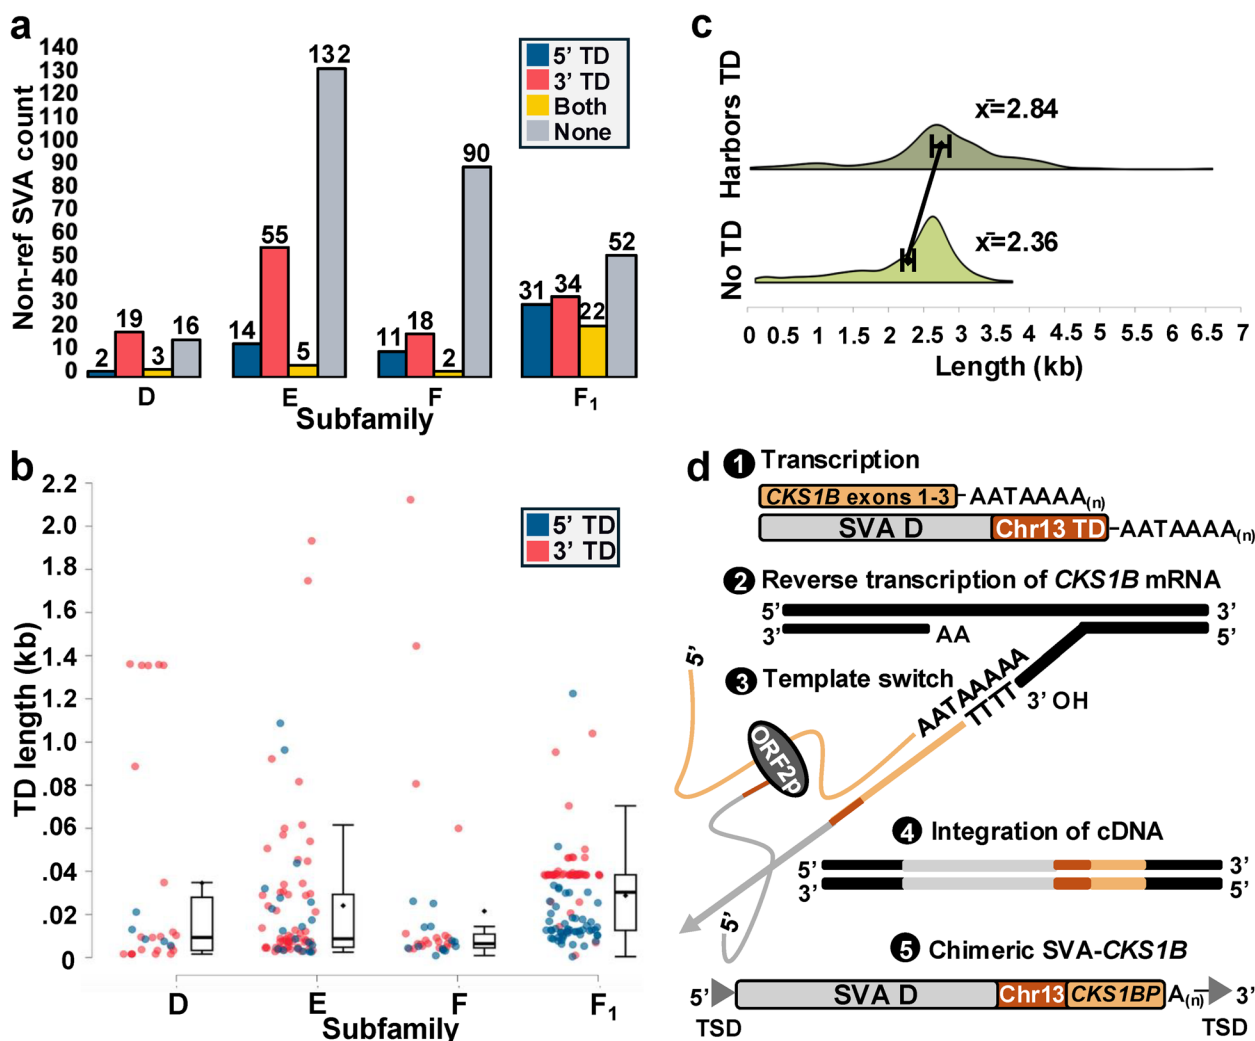 a
Non-ref SVA count
140
130
120
110
100
90
80
70
60
50
40
30
20
10
0
5’ TD
3’ TD
Both
None
2 19 3 16
14 55 5 132
11 18 2 90
31 34 22 52
D E F F1
Subfamily
c
Harbors TD
No TD
x̄=2.84
x̄=2.36
0 0.5 1 1.5 2 2.5 3 3.5 4 4.5 5 5.5 6 6.5 7
Length (kb)
b
TD length (kb)
2.2
2.0
1.8
1.6
1.4
1.2
1.0
.08
.06
.04
.02
0
5’ TD
3’ TD
D E F F1
Subfamily
d
1 Transcription
CKS1B exons 1-3 AATAAAA(n)
SVA D Chr13 TD AATAAAA(n)
2 Reverse transcription of CKS1B mRNA
5’ 3’
3’ AA 5’
3 Template switch
5’
AATAAAAA
TTTT
3’ OH
ORF2p
5’
4 Integration of cDNA
5’ 3’
3’ 5’
5 Chimeric SVA-CKS1B
5’ SVA D Chr13 CKS1BP A(n) 3’
TSD TSD